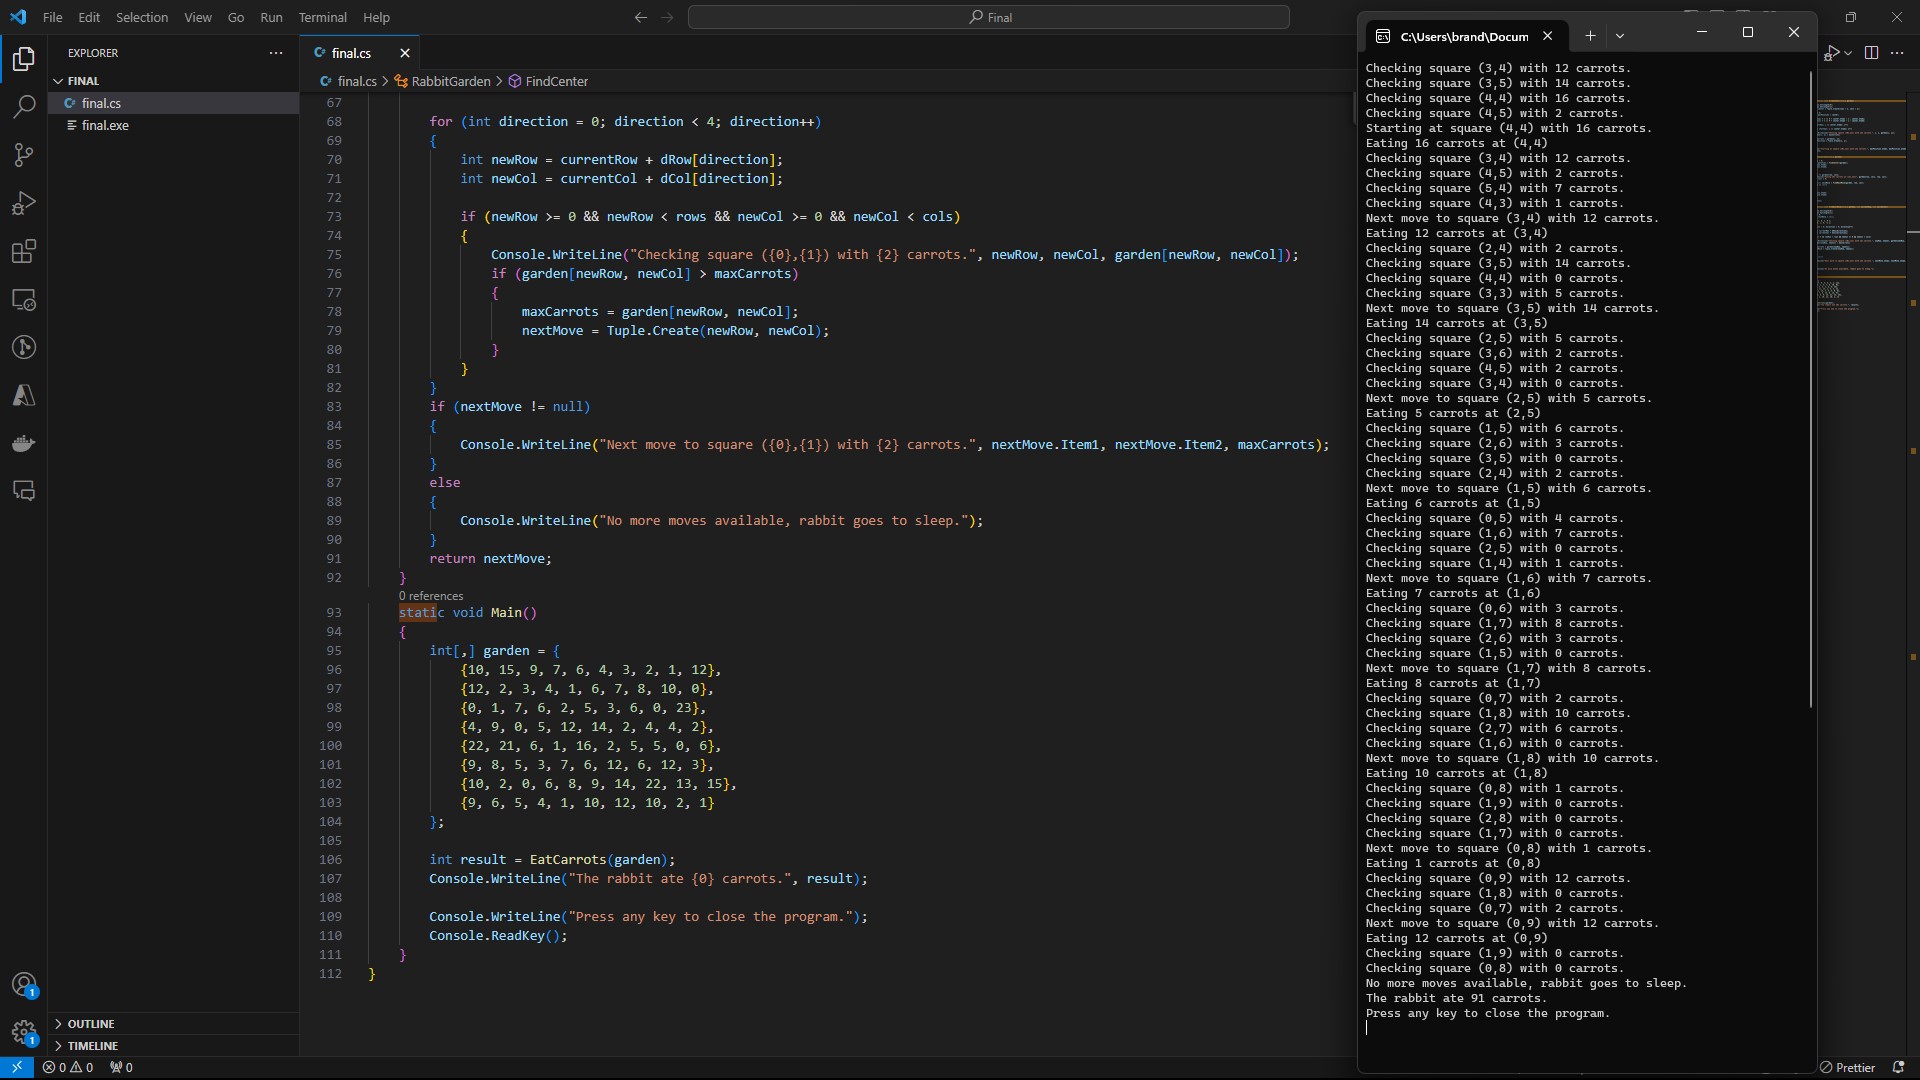 File Edit Selection View Go Run Terminal Help
Final
EXPLORER
FINAL
final.cs
final.exe
OUTLINE
TIMELINE
final.cs
final.cs > RabbitGarden > FindCenter
67
68 for (int direction = 0; direction < 4; direction++)
69 {
70 int newRow = currentRow + dRow[direction];
71 int newCol = currentCol + dCol[direction];
72
73 if (newRow >= 0 && newRow < rows && newCol >= 0 && newCol < cols)
74 {
75 Console.WriteLine("Checking square ({0},{1}) with {2} carrots.", newRow, newCol, garden[newRow, newCol]);
76 if (garden[newRow, newCol] > maxCarrots)
77 {
78 maxCarrots = garden[newRow, newCol];
79 nextMove = Tuple.Create(newRow, newCol);
80 }
81 }
82 }
83 if (nextMove != null)
84 {
85 Console.WriteLine("Next move to square ({0},{1}) with {2} carrots.", nextMove.Item1, nextMove.Item2, maxCarrots);
86 }
87 else
88 {
89 Console.WriteLine("No more moves available, rabbit goes to sleep.");
90 }
91 return nextMove;
92 }
0 references
93 static void Main()
94 {
95 int[,] garden = {
96 {10, 15, 9, 7, 6, 4, 3, 2, 1, 12},
97 {12, 2, 3, 4, 1, 6, 7, 8, 10, 0},
98 {0, 1, 7, 6, 2, 5, 3, 6, 0, 23},
99 {4, 9, 0, 5, 12, 14, 2, 4, 4, 2},
100 {22, 21, 6, 1, 16, 2, 5, 5, 0, 6},
101 {9, 8, 5, 3, 7, 6, 12, 6, 12, 3},
102 {10, 2, 0, 6, 8, 9, 14, 22, 13, 15},
103 {9, 6, 5, 4, 1, 10, 12, 10, 2, 1}
104 };
105
106 int result = EatCarrots(garden);
107 Console.WriteLine("The rabbit ate {0} carrots.", result);
108
109 Console.WriteLine("Press any key to close the program.");
110 Console.ReadKey();
111 }
112 }
C:\Users\brand\Docum
Checking square (3,4) with 12 carrots.
Checking square (3,5) with 14 carrots.
Checking square (4,4) with 16 carrots.
Checking square (4,5) with 2 carrots.
Starting at square (4,4) with 16 carrots.
Eating 16 carrots at (4,4)
Checking square (3,4) with 12 carrots.
Checking square (4,5) with 2 carrots.
Checking square (5,4) with 7 carrots.
Checking square (4,3) with 1 carrots.
Next move to square (3,4) with 12 carrots.
Eating 12 carrots at (3,4)
Checking square (2,4) with 2 carrots.
Checking square (3,5) with 14 carrots.
Checking square (4,4) with 0 carrots.
Checking square (3,3) with 5 carrots.
Next move to square (3,5) with 14 carrots.
Eating 14 carrots at (3,5)
Checking square (2,5) with 5 carrots.
Checking square (3,6) with 2 carrots.
Checking square (4,5) with 2 carrots.
Checking square (3,4) with 0 carrots.
Next move to square (2,5) with 5 carrots.
Eating 5 carrots at (2,5)
Checking square (1,5) with 6 carrots.
Checking square (2,6) with 3 carrots.
Checking square (3,5) with 0 carrots.
Checking square (2,4) with 2 carrots.
Next move to square (1,5) with 6 carrots.
Eating 6 carrots at (1,5)
Checking square (0,5) with 4 carrots.
Checking square (1,6) with 7 carrots.
Checking square (2,5) with 0 carrots.
Checking square (1,4) with 1 carrots.
Next move to square (1,6) with 7 carrots.
Eating 7 carrots at (1,6)
Checking square (0,6) with 3 carrots.
Checking square (1,7) with 8 carrots.
Checking square (2,6) with 3 carrots.
Checking square (1,5) with 0 carrots.
Next move to square (1,7) with 8 carrots.
Eating 8 carrots at (1,7)
Checking square (0,7) with 2 carrots.
Checking square (1,8) with 10 carrots.
Checking square (2,7) with 6 carrots.
Checking square (1,6) with 0 carrots.
Next move to square (1,8) with 10 carrots.
Eating 10 carrots at (1,8)
Checking square (0,8) with 1 carrots.
Checking square (1,9) with 0 carrots.
Checking square (2,8) with 0 carrots.
Checking square (1,7) with 0 carrots.
Next move to square (0,8) with 1 carrots.
Eating 1 carrots at (0,8)
Checking square (0,9) with 12 carrots.
Checking square (1,8) with 0 carrots.
Checking square (0,7) with 2 carrots.
Next move to square (0,9) with 12 carrots.
Eating 12 carrots at (0,9)
Checking square (1,9) with 0 carrots.
Checking square (0,8) with 0 carrots.
No more moves available, rabbit goes to sleep.
The rabbit ate 91 carrots.
Press any key to close the program.
1
1
0 0 0
Prettier